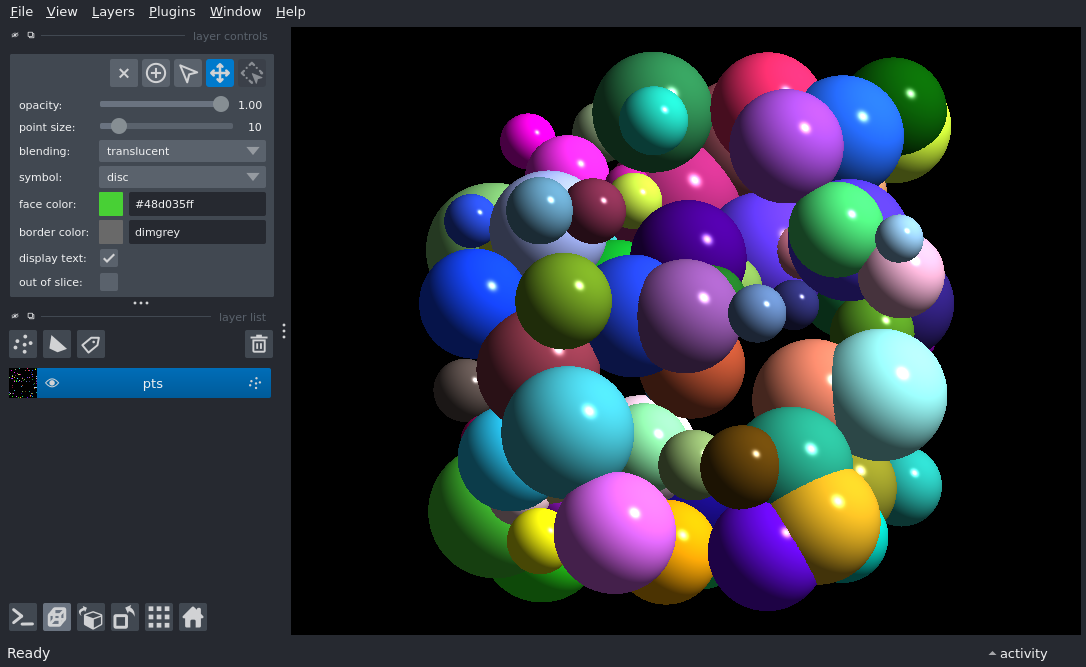 File View Layers Plugins Window Help
layer controls
opacity: 1.00
point size: 10
blending: translucent
symbol: disc
face color: #48d035ff
border color: dimgrey
display text:
out of slice:
layer list
pts
Ready
activity